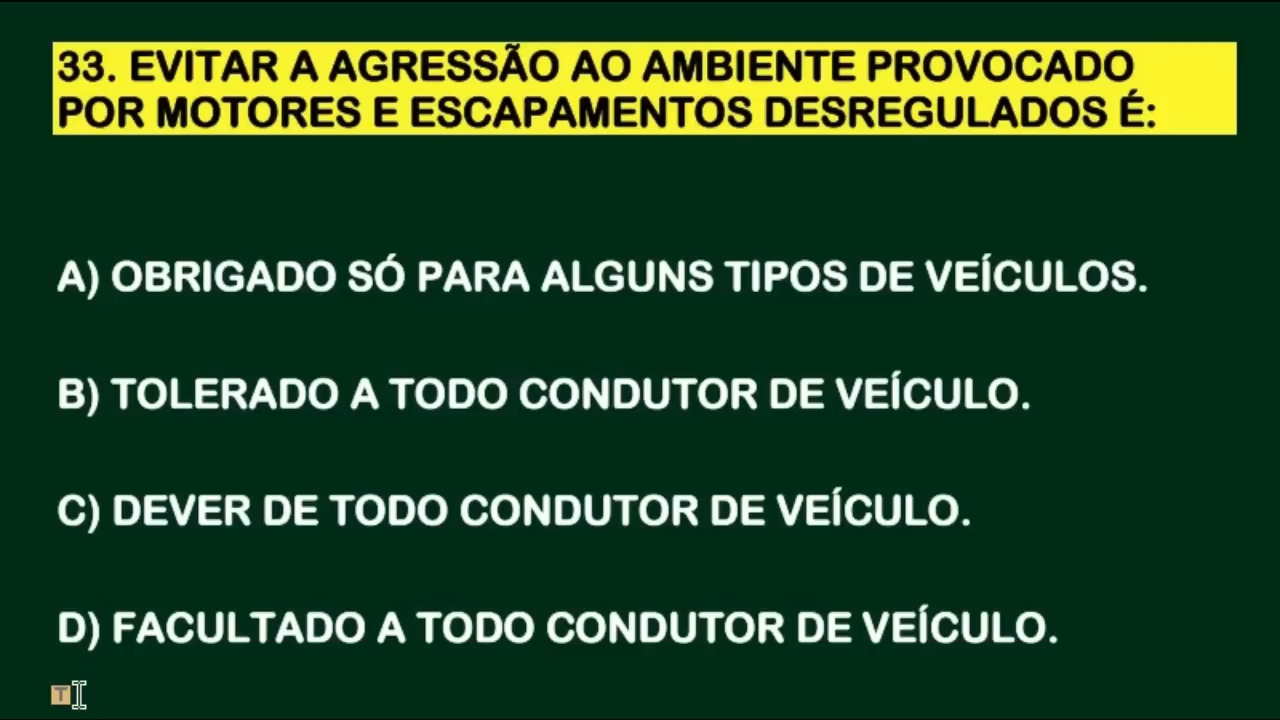 33. EVITAR A AGRESSÃO AO AMBIENTE PROVOCADO
POR MOTORES E ESCAPAMENTOS DESREGULADOS É:
A) OBRIGADO SÓ PARA ALGUNS TIPOS DE VEÍCULOS.
B) TOLERADO A TODO CONDUTOR DE VEÍCULO.
C) DEVER DE TODO CONDUTOR DE VEÍCULO.
D) FACULTADO A TODO CONDUTOR DE VEÍCULO.
T